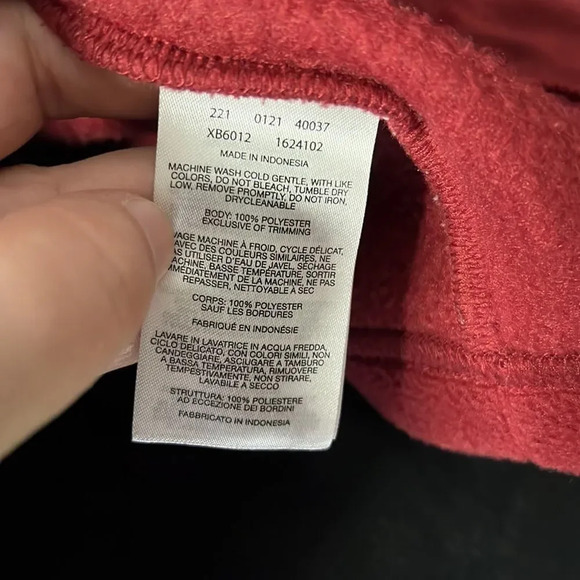 221 0121 40037
XB6012 1624102
MADE IN INDONESIA
MACHINE WASH COLD GENTLE, WITH LIKE
COLORS, DO NOT BLEACH, TUMBLE DRY
LOW, REMOVE PROMPTLY, DO NOT IRON,
DRYCLEANABLE
BODY: 100% POLYESTER
EXCLUSIVE OF TRIMMING
MACHINE À FROID, CYCLE DÉLICAT,
AVEC DES COULEURS SIMILAIRES, NE
PAS UTILISER D'EAU DE JAVEL, SÉCHAGE
MACHINE, BASSE TEMPÉRATURE, SORTIR
IMMÉDIATEMENT DE LA MACHINE, NE PAS
REPASSER, NETTOYABLE À SEC
CORPS: 100% POLYESTER
SAUF LES BORDURES
FABRIQUÉ EN INDONÉSIE
LAVARE IN LAVATRICE IN ACQUA FREDDA,
CICLO DELICATO, CON COLORI SIMILI, NON
CANDEGGIARE, ASCIUGARE A TAMBURO
A BASSA TEMPERATURA, RIMUOVERE
TEMPESTIVAMENTE, NON STIRARE,
LAVABILE A SECCO
STRUTTURA: 100% POLIESTERE
AD ECCEZIONE DEI BORDINI
FABBRICATO IN INDONESIA